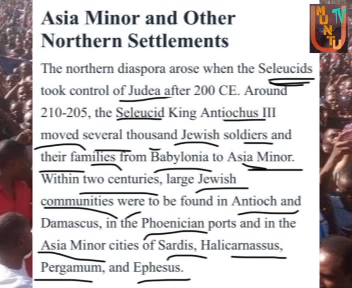 Asia Minor and Other
Northern Settlements
The northern diaspora arose when the Seleucids
took control of Judea after 200 CE. Around
210-205, the Seleucid King Antiochus III
moved several thousand Jewish soldiers and
their families from Babylonia to Asia Minor.
Within two centuries, large Jewish
communities were to be found in Antioch and
Damascus, in the Phoenician ports and in the
Asia Minor cities of Sardis, Halicarnassus,
Pergamum, and Ephesus.
MUNTU
TV